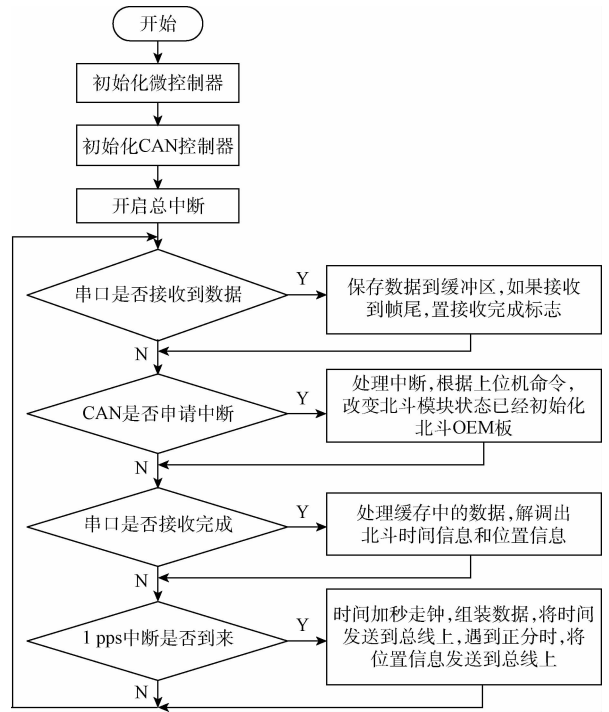 开始
初始化微控制器
初始化CAN控制器
开启总中断
串口是否接收到数据
Y
保存数据到缓冲区,如果接收
到帧尾,置接收完成标志
N
CAN是否申请中断
Y
处理中断,根据上位机命令,
改变北斗模块状态已经初始化
北斗OEM板
N
串口是否接收完成
Y
处理缓存中的数据,解调出
北斗时间信息和位置信息
N
1 pps中断是否到来
Y
时间加秒走钟,组装数据,将时间
发送到总线上,遇到正分时,将
位置信息发送到总线上
N